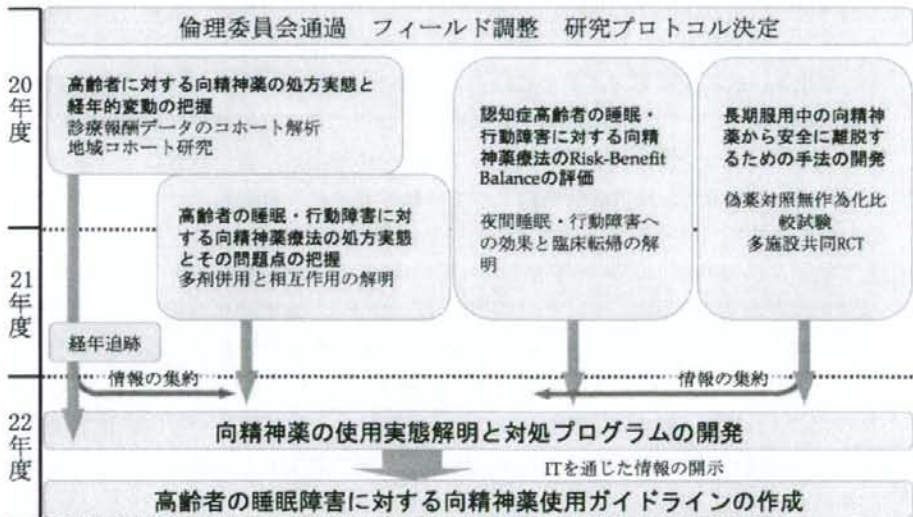 倫理委員会通過　フィールド調整　研究プロトコル決定
20
年
度
高齢者に対する向精神薬の処方実態と
経年的変動の把握
診療報酬データのコホート解析
地域コホート研究
高齢者の睡眠・行動障害に対
する向精神薬療法の処方実態
とその問題点の把握
多剤併用と相互作用の解明
認知症高齢者の睡眠・
行動障害に対する向精
神薬療法のRisk-Benefit
Balanceの評価
夜間睡眠・行動障害へ
の効果と臨床転帰の解
明
長期服用中の向精神
薬から安全に離脱す
るための手法の開発
偽薬対照無作為化比
較試験
多施設共同RCT
21
年
度
経年追跡
情報の集約
情報の集約
22
年
度
向精神薬の使用実態解明と対処プログラムの開発
ITを通じた情報の開示
高齢者の睡眠障害に対する向精神薬使用ガイドラインの作成